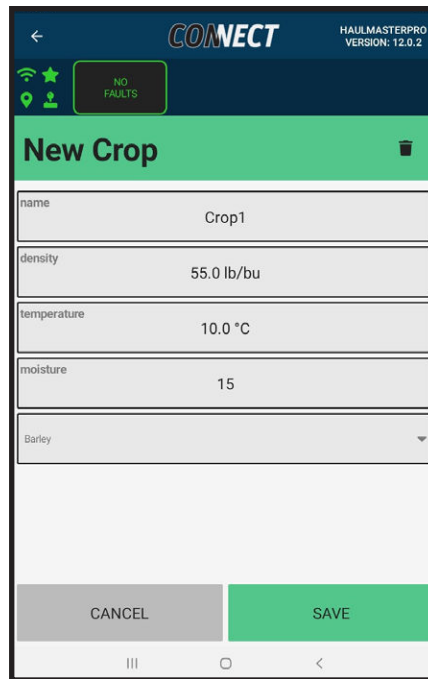 CONNECT
HAULMASTERPRO
VERSION: 12.0.2
NO
FAULTS
New Crop
name
Crop1
density
55.0 lb/bu
temperature
10.0 °C
moisture
15
Barley
CANCEL
SAVE